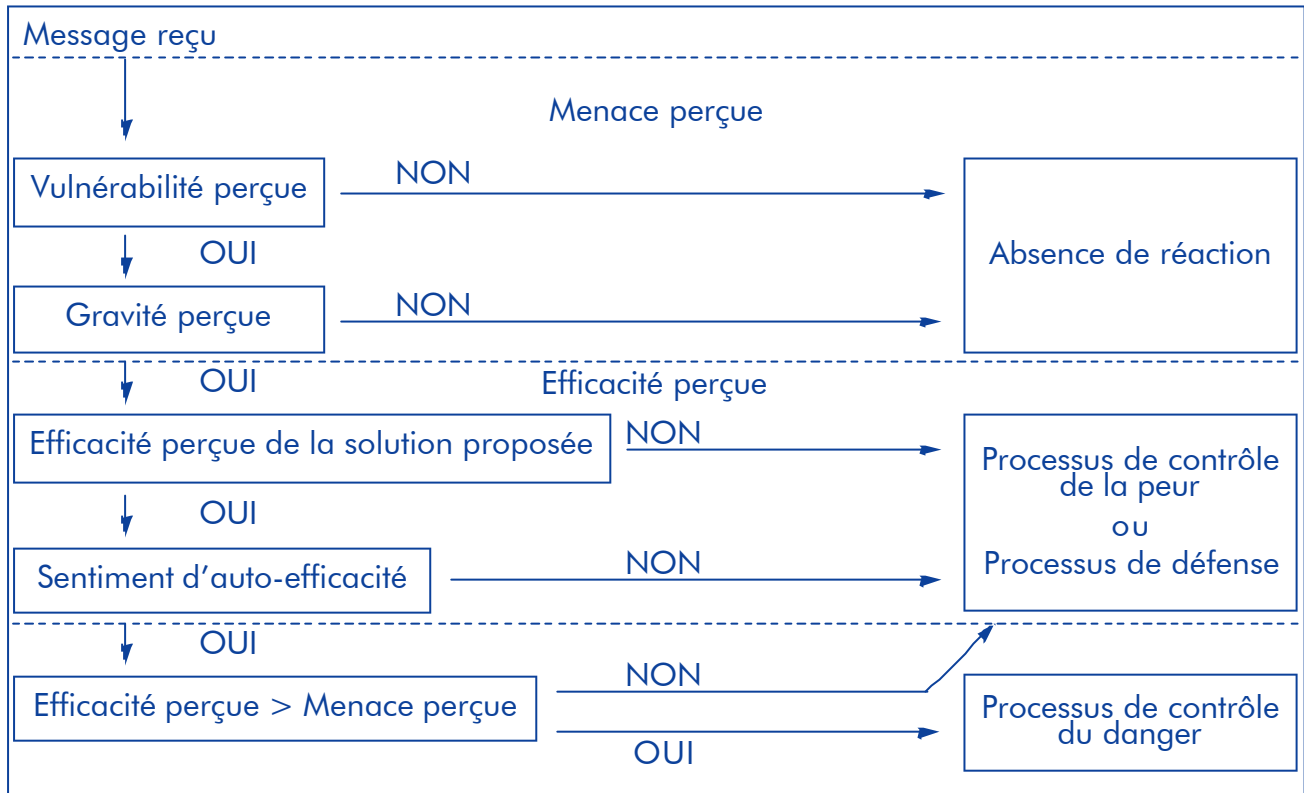 Message reçu
Menace perçue
Vulnérabilité perçue
NON
Absence de réaction
OUI
Gravité perçue
NON
OUI
Efficacité perçue
Efficacité perçue de la solution proposée
NON
Processus de contrôle
de la peur
ou
Processus de défense
OUI
Sentiment d'auto-efficacité
NON
OUI
Efficacité perçue > Menace perçue
NON
OUI
Processus de contrôle
du danger